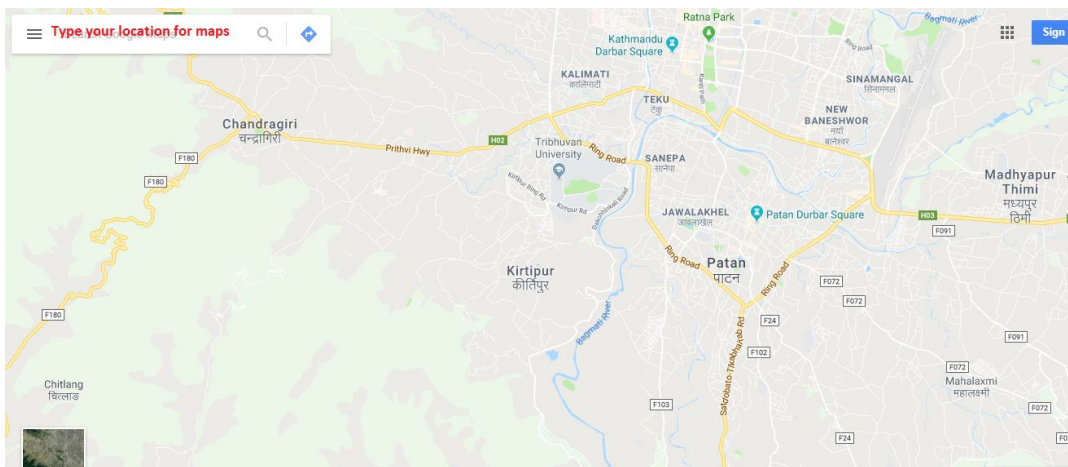 Type your location for maps
Sign
Ratna Park
Kathmandu
Darbar Square
Bagmati River
Ring Road
KALIMATI
कालिमाटी
SINAMANGAL
सिनामंगल
TEKU
टेकु
Kanti Path
NEW
BANESHWOR
नयाँ
बानेश्वर
Chandragiri
चन्द्रागिरी
H02
Prithvi Hwy
Tribhuvan
University
Ring Road
SANEPA
सानेपा
F180
F180
Kirtipur Ring Rd
Kirtipur Rd
Dakshinkali Road
Madhyapur
Thimi
मध्यपुर
ठिमी
JAWALAKHEL
जावलाखेल
Patan Durbar Square
H03
F091
Ring Road
Patan
पाटन
Ring Road
Kirtipur
कीर्तिपुर
F072
F072
F180
Bagmati River
F24
Satdobato-Tikabhairab Rd
F091
F102
F072
Chitlang
चित्लाङ
Mahalaxmi
महालक्ष्मी
F103
F072
F24
F0